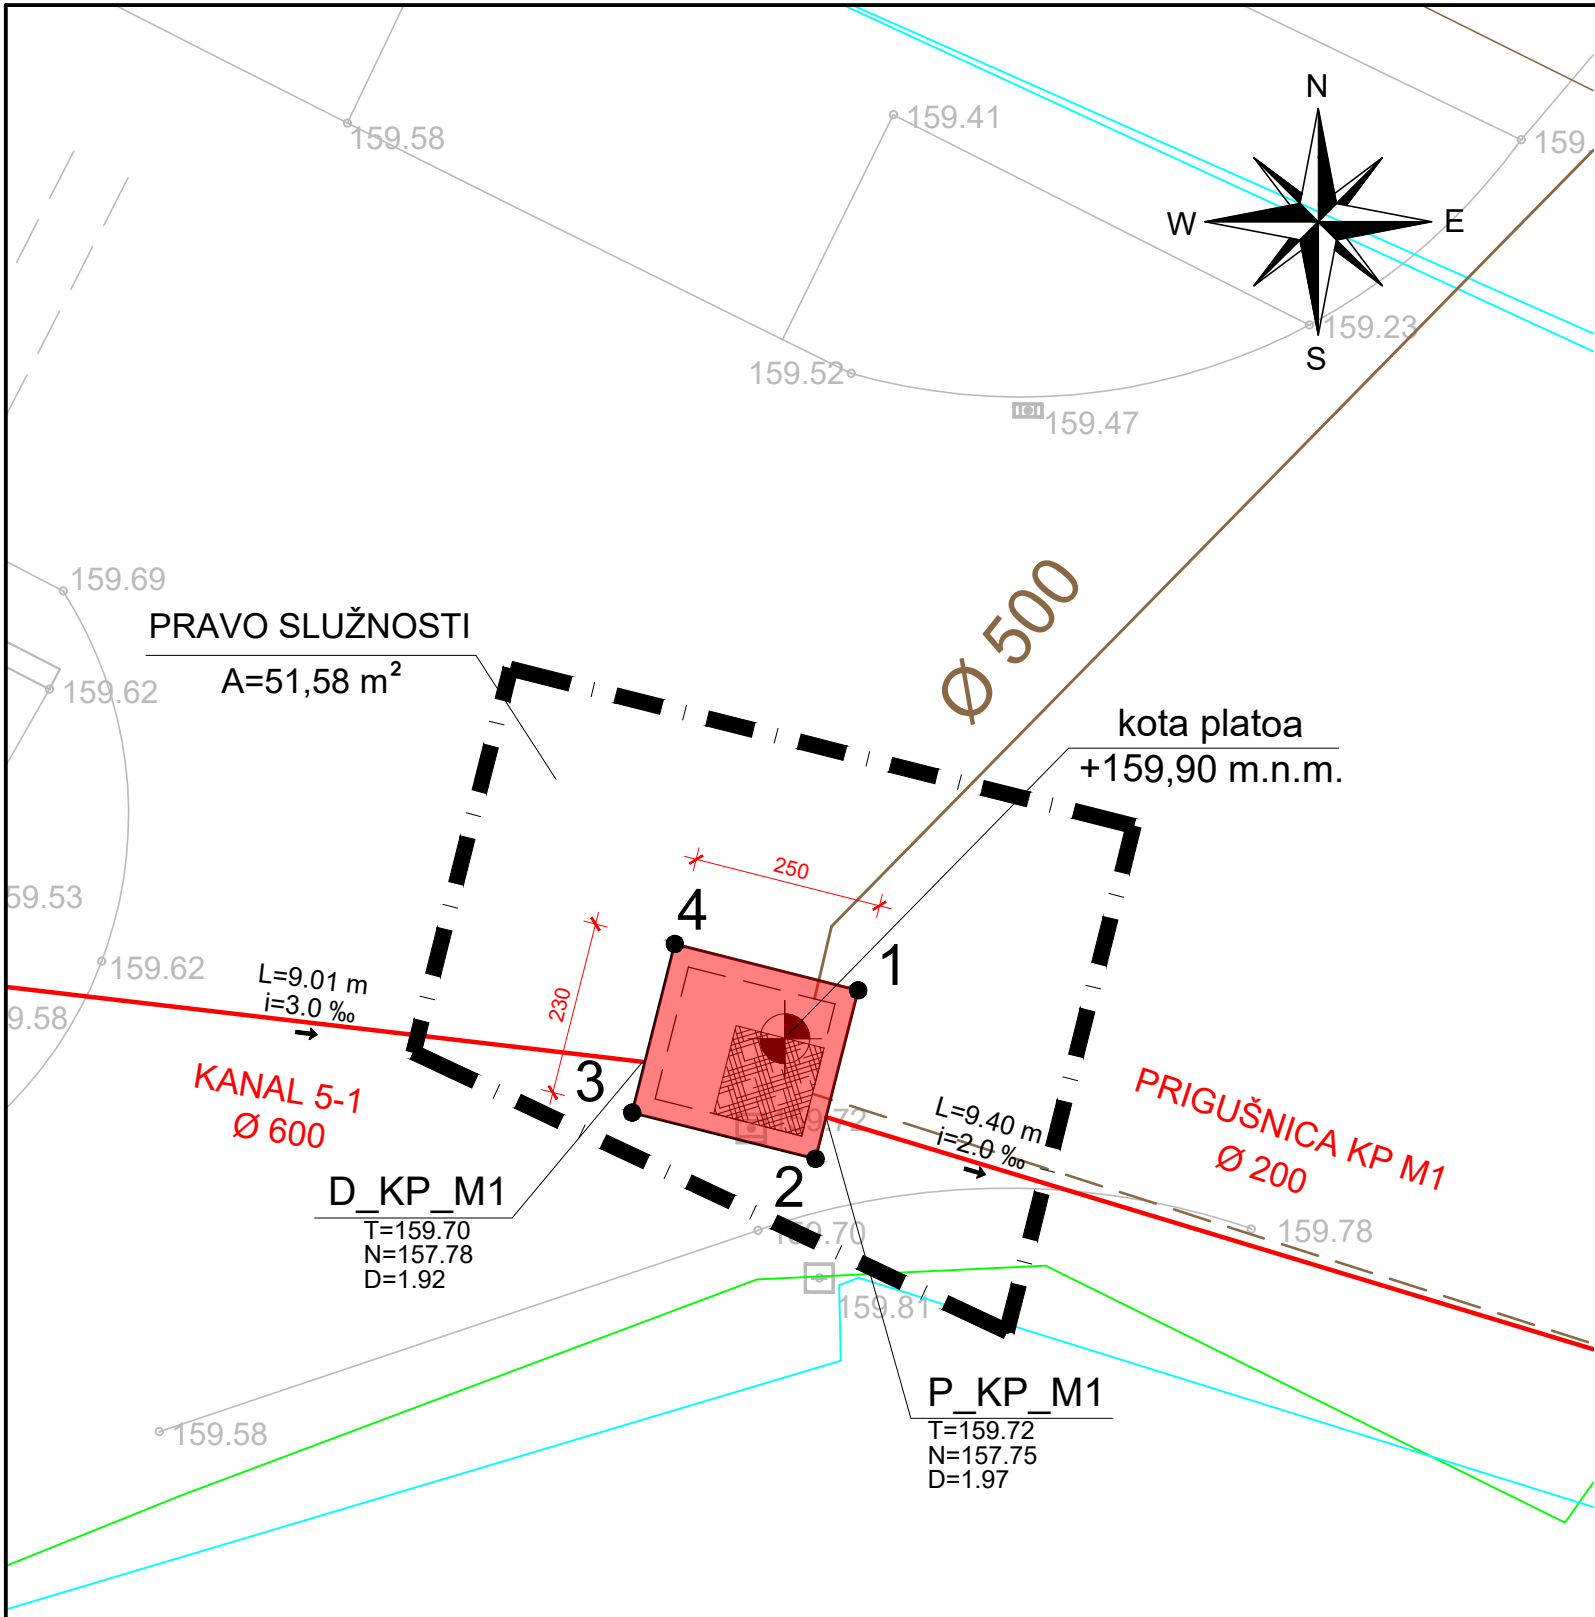 N
159.58
159.41
159.
W
E
159.23
S
159.52
159.47
159.69
PRAVO SLUŽNOSTI
A=51,58 m²
159.62
Ø 500
kota platoa
+159,90 m.n.m.
250
59.53
4
1
159.62
L=9.01 m
i=3.0 ‰
9.58
230
3
KANAL 5-1
Ø 600
L=9.40 m
i=2.0 ‰
PRIGUŠNICA KP M1
Ø 200
2
D_KP_M1
T=159.70
N=157.78
D=1.92
159.70
159.78
159.81
P_KP_M1
T=159.72
N=157.75
D=1.97
159.58